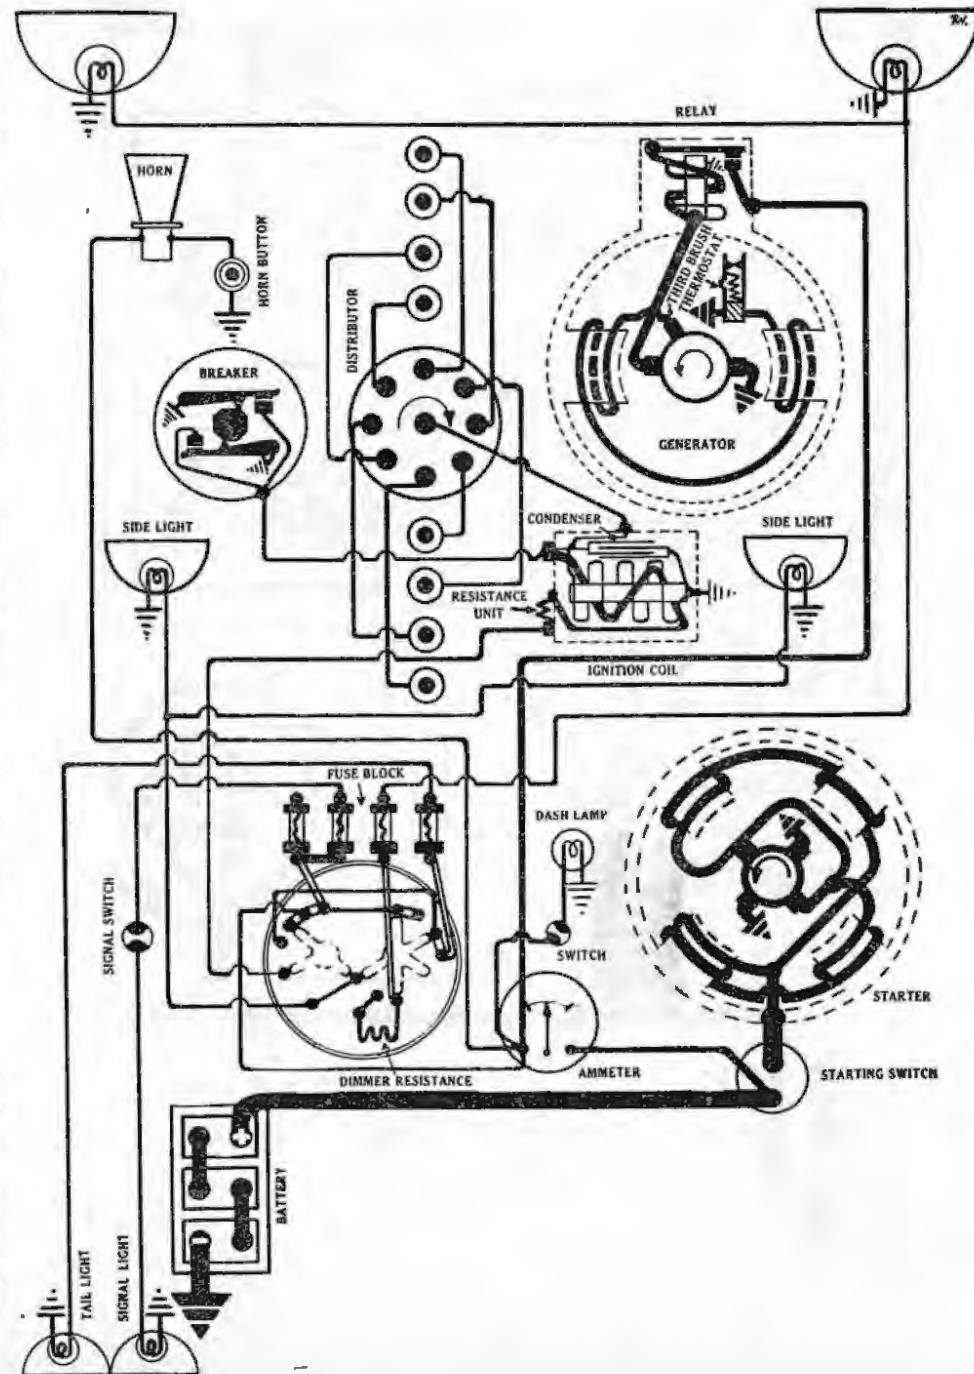 RELAY
HORN
HORN BUTTON
THIRD BRUSH
THERMOSTAT
DISTRIBUTOR
BREAKER
GENERATOR
SIDE LIGHT
CONDENSER
SIDE LIGHT
RESISTANCE
UNIT
IGNITION COIL
FUSE BLOCK
DASH LAMP
SIGNAL SWITCH
SWITCH
STARTER
DIMMER RESISTANCE
AMMETER
STARTING SWITCH
BATTERY
TAIL LIGHT
SIGNAL LIGHT